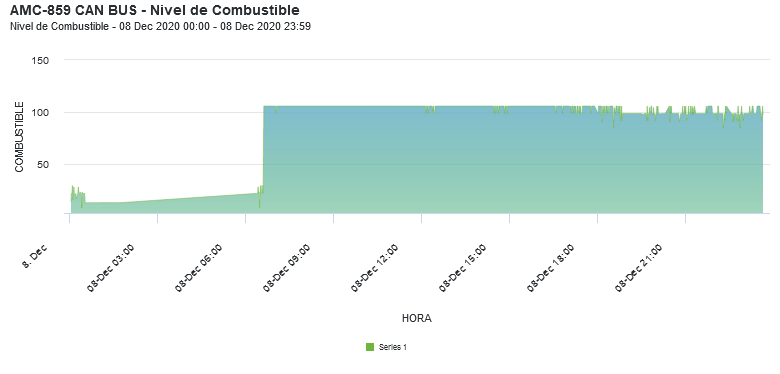 AMC-859 CAN BUS - Nivel de Combustible
Nivel de Combustible - 08 Dec 2020 00:00 - 08 Dec 2020 23:59
150
100
50
COMBUSTIBLE
8. Dec
08-Dec 03:00
08-Dec 06:00
08-Dec 09:00
08-Dec 12:00
08-Dec 15:00
08-Dec 18:00
08-Dec 21:00
HORA
Series 1